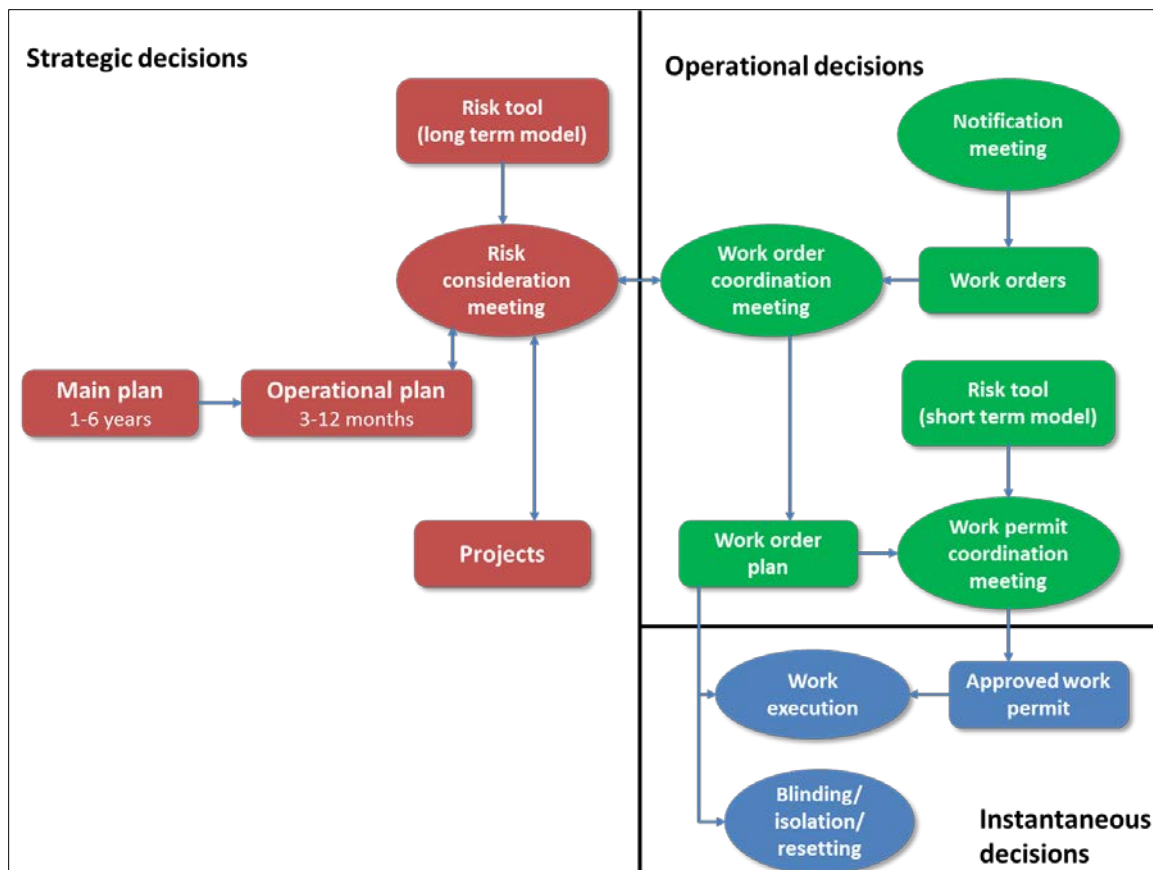 Strategic decisions
Risk tool
(long term model)
Risk
consideration
meeting
Main plan
1-6 years
Operational plan
3-12 months
Projects
Operational decisions
Notification
meeting
Work order
coordination
meeting
Work orders
Risk tool
(short term model)
Work order
plan
Work permit
coordination
meeting
Work
execution
Approved work
permit
Blinding/
isolation/
resetting
Instantaneous
decisions